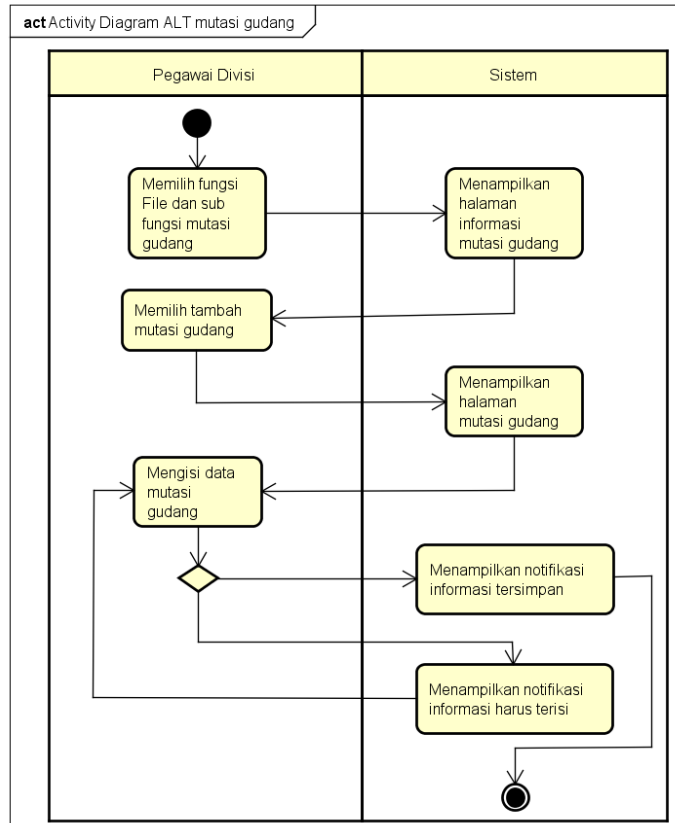 act Activity Diagram ALT mutasi gudang
Pegawai Divisi
Sistem
Memilih fungsi
File dan sub
fungsi mutasi
gudang
Menampilkan
halaman
informasi
mutasi gudang
Memilih tambah
mutasi gudang
Menampilkan
halaman
mutasi gudang
Mengisi data
mutasi
gudang
Menampilkan notifikasi
informasi tersimpan
Menampilkan notifikasi
informasi harus terisi